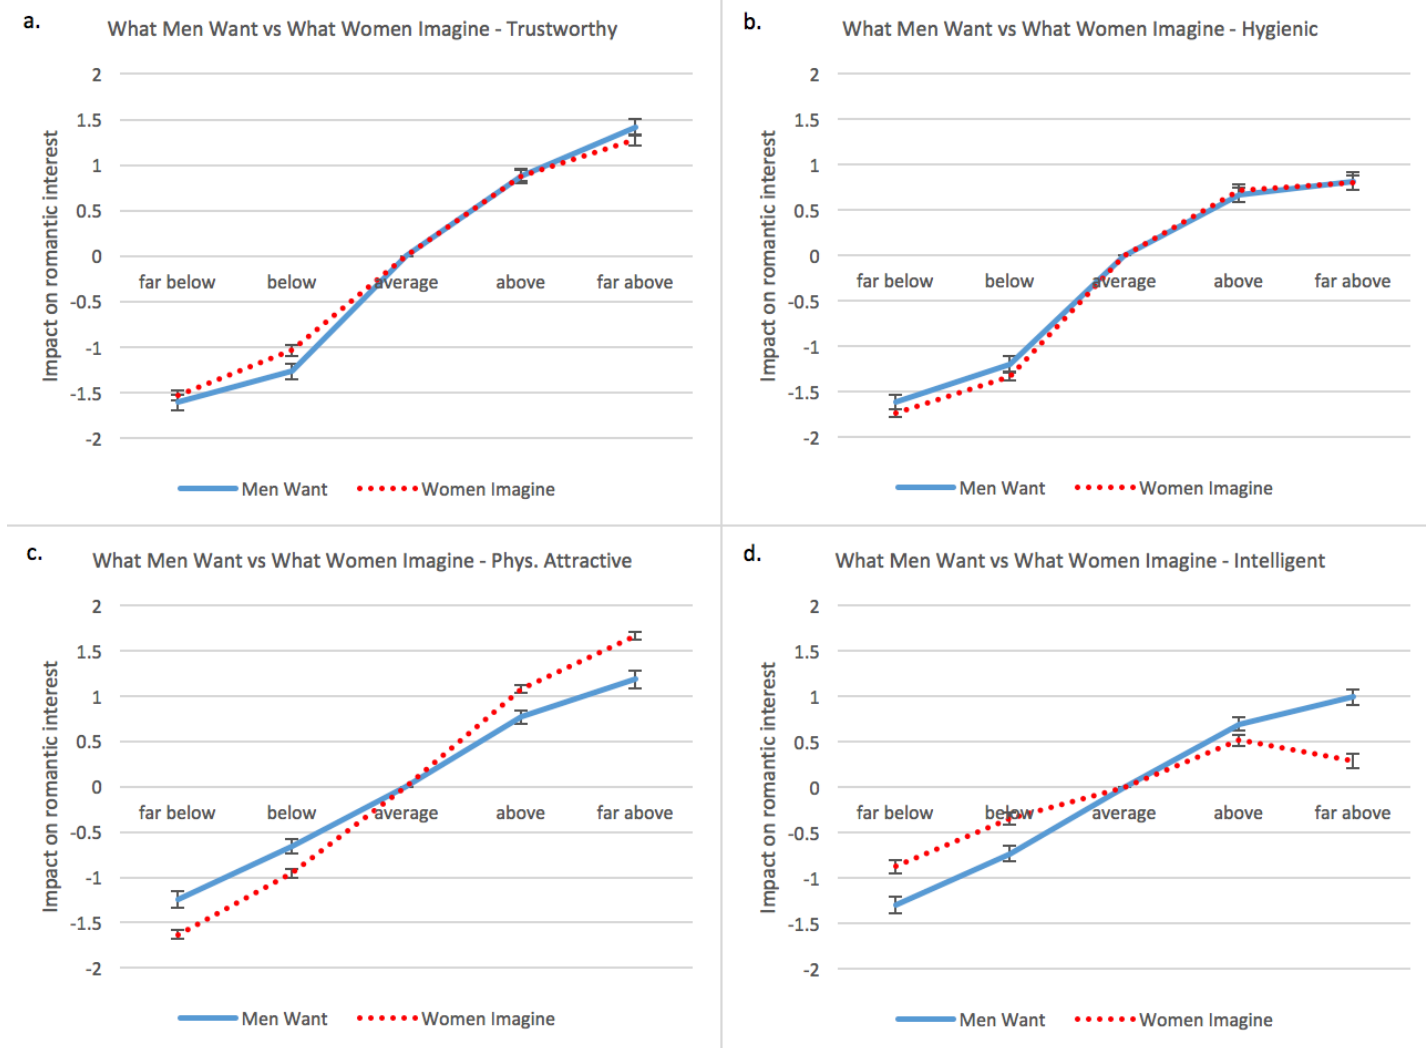 a.
What Men Want vs What Women Imagine - Trustworthy
Impact on romantic interest
2
1.5
1
0.5
0
-0.5
-1
-1.5
-2
far below below average above far above
Men Want Women Imagine
b.
What Men Want vs What Women Imagine - Hygienic
Impact on romantic interest
2
1.5
1
0.5
0
-0.5
-1
-1.5
-2
far below below average above far above
Men Want Women Imagine
c.
What Men Want vs What Women Imagine - Phys. Attractive
Impact on romantic interest
2
1.5
1
0.5
0
-0.5
-1
-1.5
-2
far below below average above far above
Men Want Women Imagine
d.
What Men Want vs What Women Imagine - Intelligent
Impact on romantic interest
2
1.5
1
0.5
0
-0.5
-1
-1.5
-2
far below below average above far above
Men Want Women Imagine